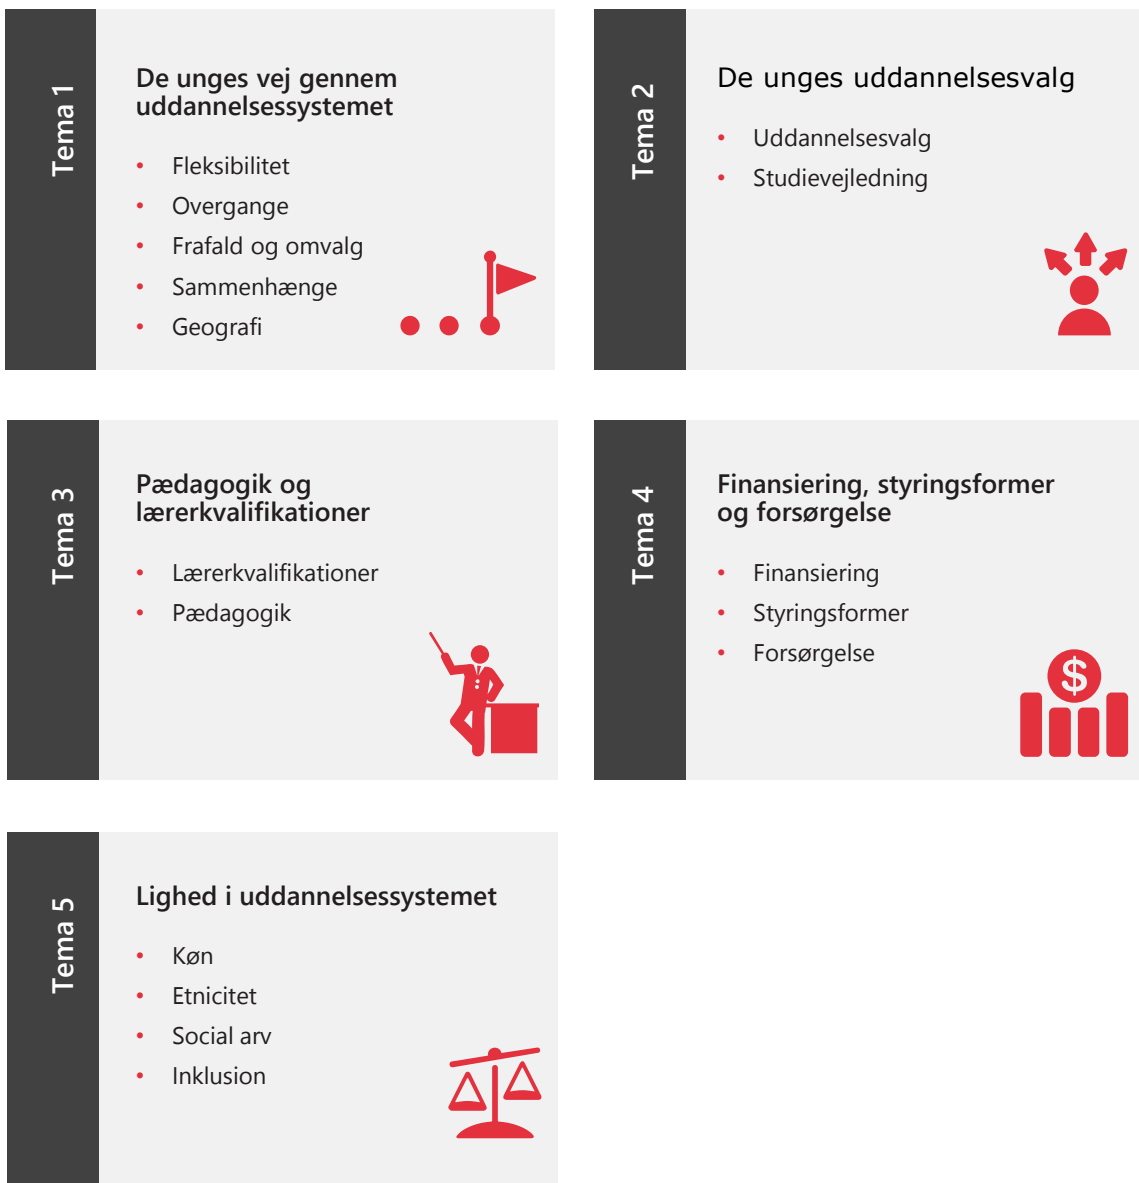 Tema 1
De unges vej gennem
uddannelsessystemet
• Fleksibilitet
• Overgange
• Frafald og omvalg
• Sammenhænge
• Geografi
Tema 2
De unges uddannelsesvalg
• Uddannelsesvalg
• Studievejledning
Tema 3
Pædagogik og
lærerkvalifikationer
• Lærerkvalifikationer
• Pædagogik
Tema 4
Finansiering, styringsformer
og forsørgelse
• Finansiering
• Styringsformer
• Forsørgelse
$
Tema 5
Lighed i uddannelsessystemet
• Køn
• Etnicitet
• Social arv
• Inklusion